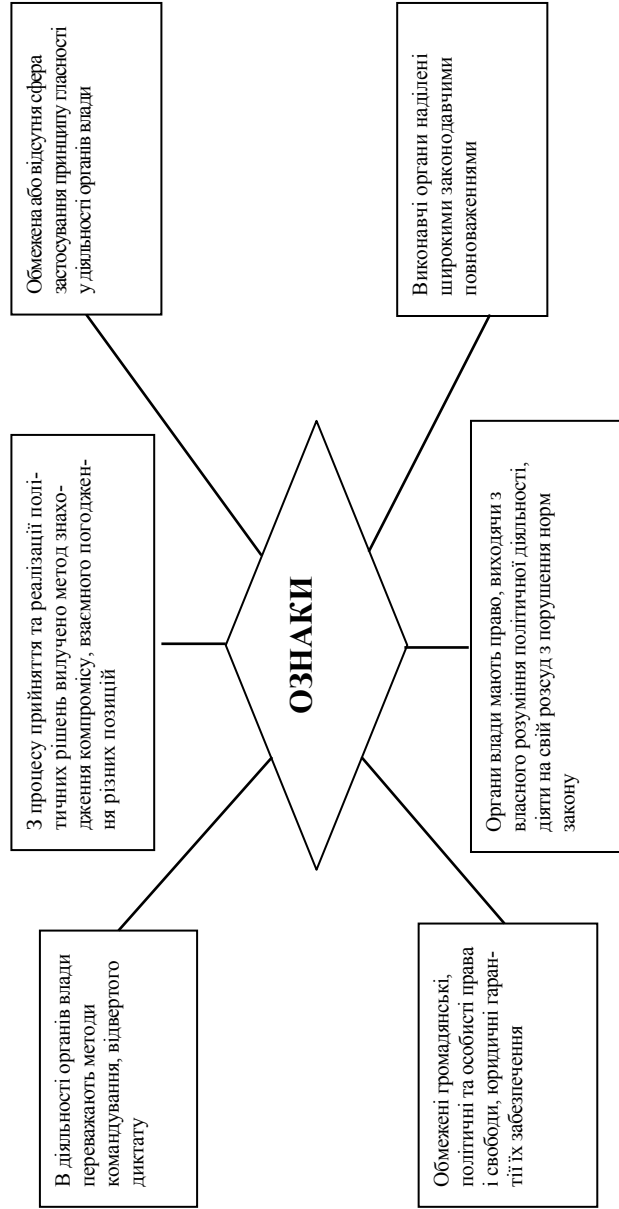 В діяльності органів влади
переважають методи
командування, відвертого
диктату
З процесу прийняття та реалізації полі-
тичних рішень вилучено метод знахо-
дження компромісу, взаємного погоджен-
ня різних позицій
Обмежена або відсутня сфера
застосування принципу гласності
у діяльності органів влади
ОЗНАКИ
Обмежені громадянські,
політичні та особисті права
і свободи, юридичні гаран-
тії їх забезпечення
Органи влади мають право, виходячи з
власного розуміння політичної діяльності,
діяти на свій розсуд з порушення норм
закону
Виконавчі органи наділені
широкими законодавчими
повноваженнями